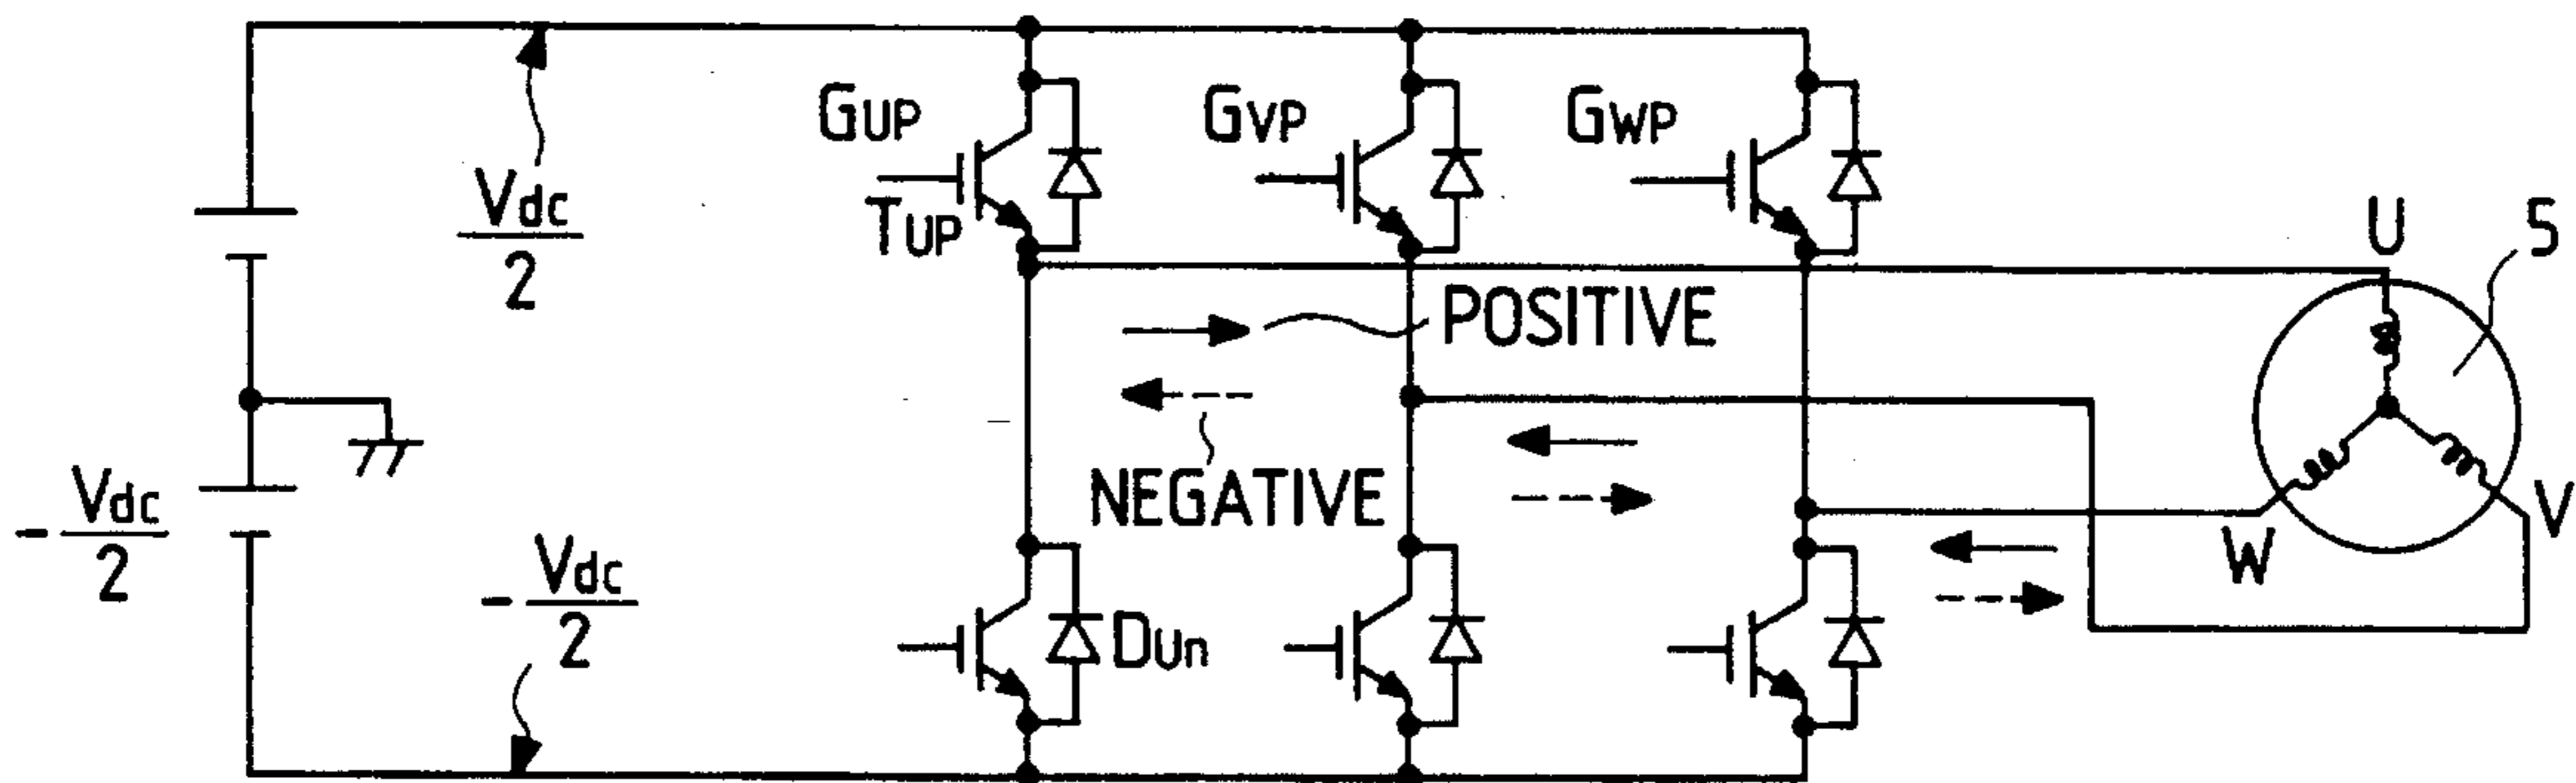 GUP
GVP
GWP
TUP
Vdc
2
U
5
POSITIVE
NEGATIVE
- Vdc
2
- Vdc
2
DUn
W
V